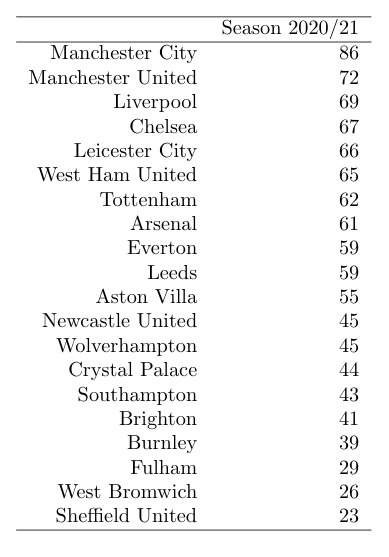 Season 2020/21
Manchester City 86
Manchester United 72
Liverpool 69
Chelsea 67
Leicester City 66
West Ham United 65
Tottenham 62
Arsenal 61
Everton 59
Leeds 59
Aston Villa 55
Newcastle United 45
Wolverhampton 45
Crystal Palace 44
Southampton 43
Brighton 41
Burnley 39
Fulham 29
West Bromwich 26
Sheffield United 23